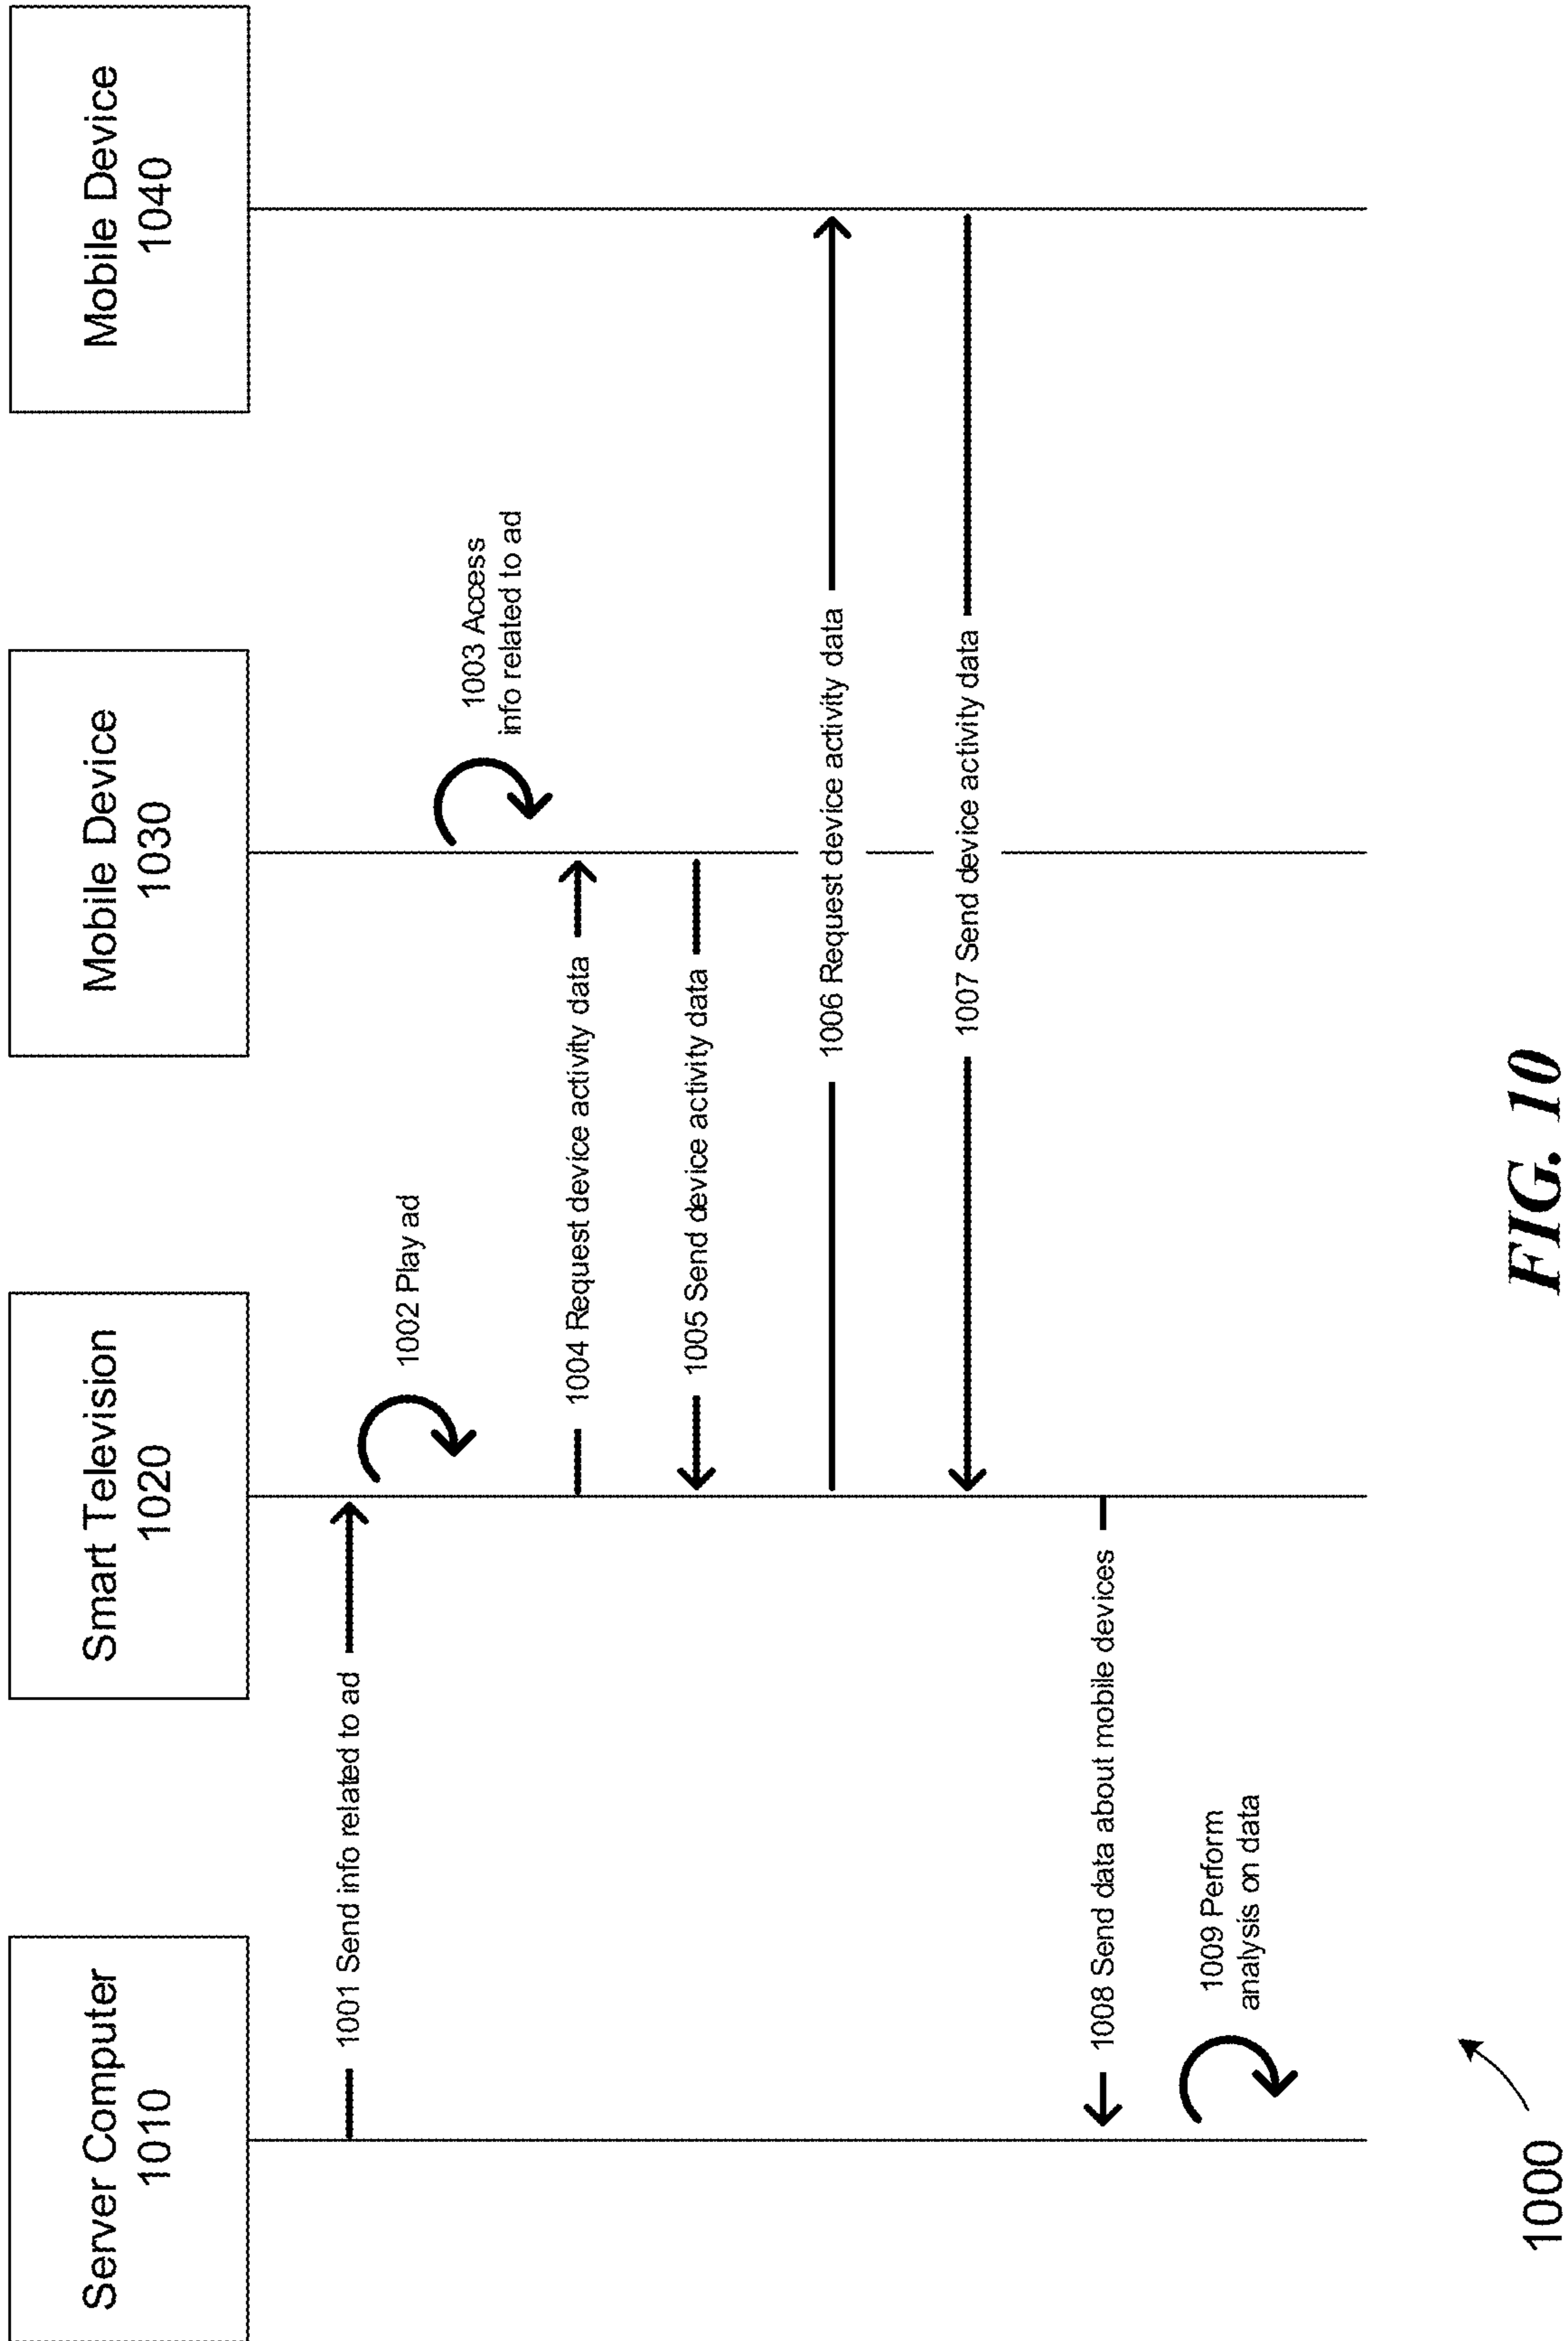 Server Computer
1010
Smart Television
1020
Mobile Device
1030
Mobile Device
1040
1001 Send info related to ad
1002 Play ad
1003 Access
info related to ad
1004 Request device activity data
1005 Send device activity data
1006 Request device activity data
1007 Send device activity data
1008 Send data about mobile devices
1009 Perform
analysis on data
1000
FIG. 10